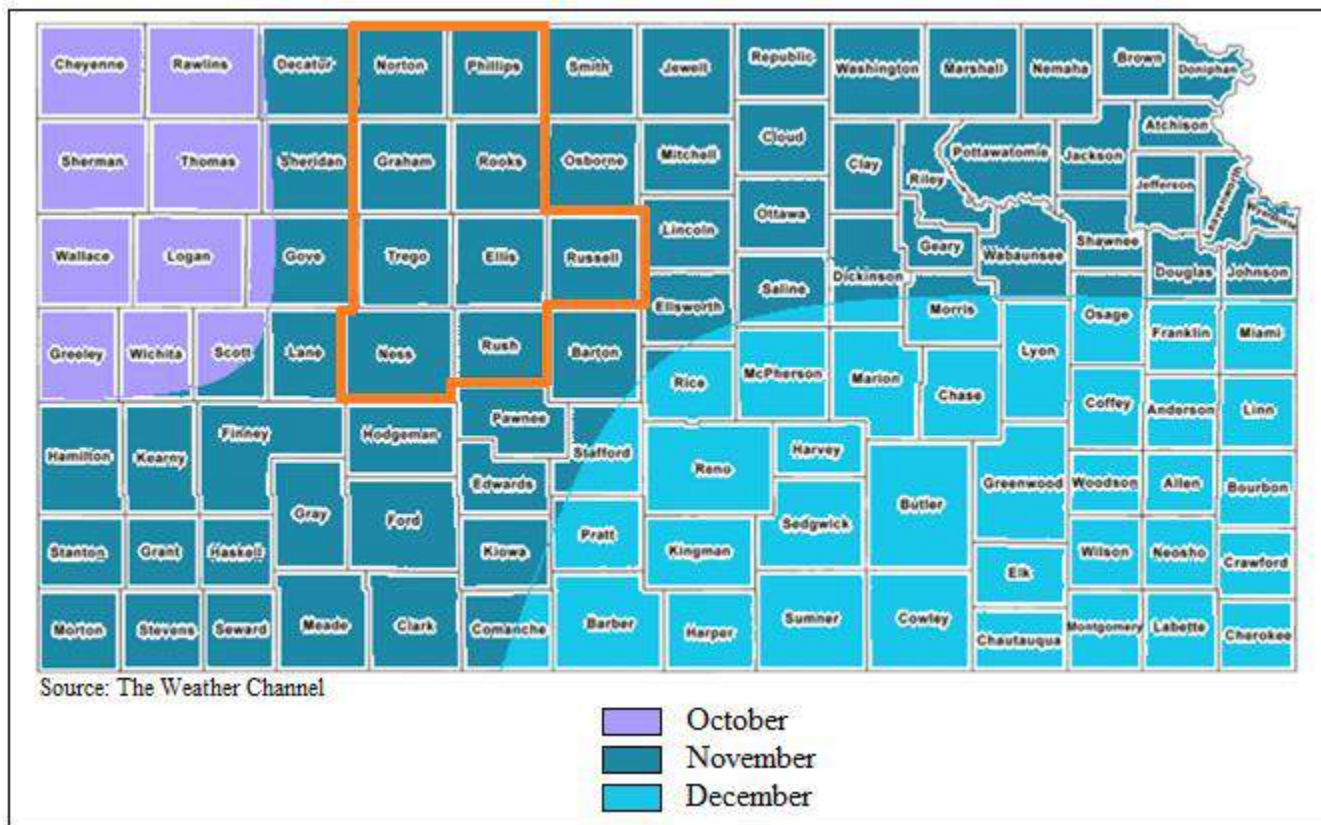 Cheyenne Rawlins Decatur Norton Phillips Smith Jewell Republic Washington Marshall Nemaha Brown Doniphan
Sherman Thomas Sheridan Graham Rooks Osborne Mitchell Cloud Clay Riley Pottawatomie Jackson Atchison Jefferson Leavenworth Wyandotte
Wallace Logan Gove Trego Ellis Russell Lincoln Ottawa Saline Dickinson Geary Wabaunsee Shawnee Douglas Johnson
Greeley Wichita Scott Lane Ness Rush Barton Ellsworth Rice McPherson Marion Morris Chase Lyon Osage Franklin Miami
Hamilton Kearny Finney Hodgeman Pawnee Stafford Reno Harvey Coffey Anderson Linn
Gray Ford Edwards Pratt Kingman Sedgwick Butler Greenwood Woodson Allen Bourbon
Stanton Grant Haskell Kiowa Elk Wilson Neosho Crawford
Morton Stevens Seward Meade Clark Comanche Barber Harper Sumner Cowley Chautauqua Montgomery Labette Cherokee
Source: The Weather Channel
October
November
December